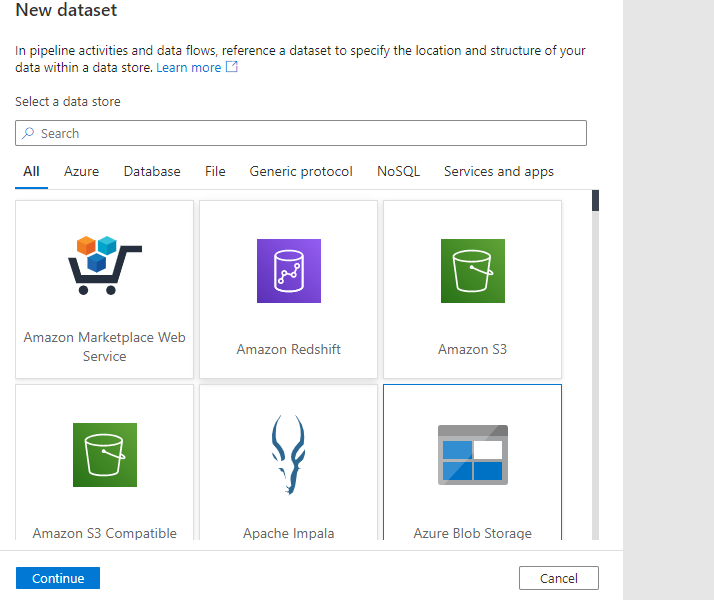 New dataset
In pipeline activities and data flows, reference a dataset to specify the location and structure of your
data within a data store. Learn more
Select a data store
Search
All Azure Database File Generic protocol NoSQL Services and apps
Amazon Marketplace Web
Service
Amazon Redshift
Amazon S3
Amazon S3 Compatible
Apache Impala
Azure Blob Storage
Continue
Cancel